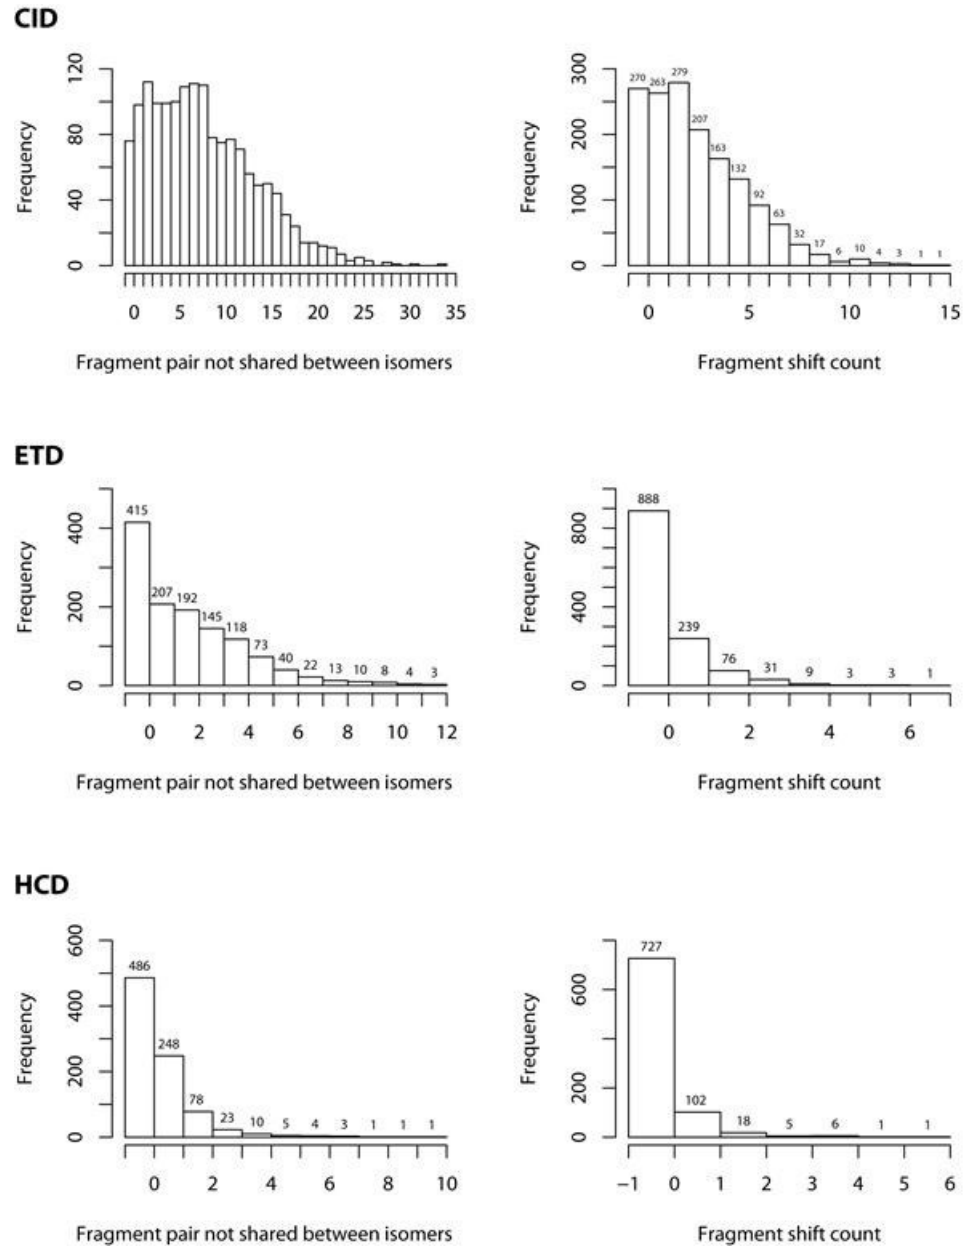 CID
120
80
40
0
Frequency
0 5 10 15 20 25 30 35
Fragment pair not shared between isomers
300
200
100
0
Frequency
270 263 279 207 163 132 92 63 32 17 6 10 4 3 1 1
0 5 10 15
Fragment shift count
ETD
400
200
0
Frequency
415 207 192 145 118 73 40 22 13 10 8 4 3
0 2 4 6 8 10 12
Fragment pair not shared between isomers
800
400
0
Frequency
888 239 76 31 9 3 3 1
0 2 4 6
Fragment shift count
HCD
600
400
200
0
Frequency
486 248 78 23 10 5 4 3 1 1 1
0 2 4 6 8 10
Fragment pair not shared between isomers
600
200
0
Frequency
727 102 18 5 6 1 1
−1 0 1 2 3 4 5 6
Fragment shift count